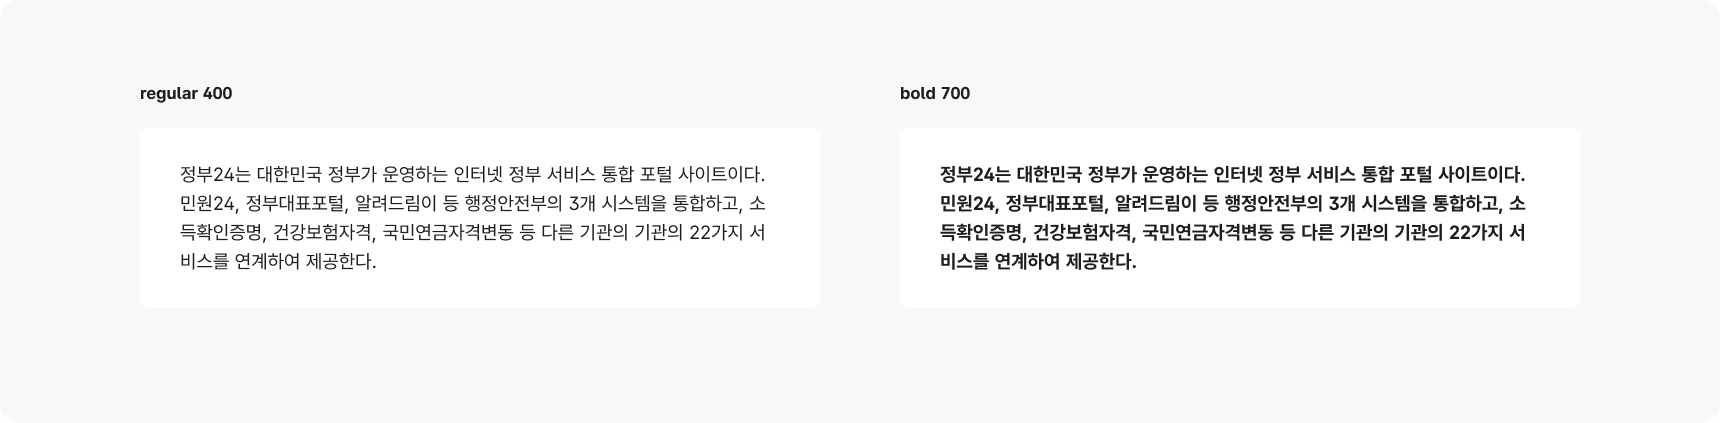 regular 400
정부24는 대한민국 정부가 운영하는 인터넷 정부 서비스 통합 포털 사이트이다.
민원24, 정부대표포털, 알려드림이 등 행정안전부의 3개 시스템을 통합하고, 소
득확인증명, 건강보험자격, 국민연금자격변동 등 다른 기관의 기관의 22가지 서
비스를 연계하여 제공한다.
bold 700
정부24는 대한민국 정부가 운영하는 인터넷 정부 서비스 통합 포털 사이트이다.
민원24, 정부대표포털, 알려드림이 등 행정안전부의 3개 시스템을 통합하고, 소
득확인증명, 건강보험자격, 국민연금자격변동 등 다른 기관의 기관의 22가지 서
비스를 연계하여 제공한다.